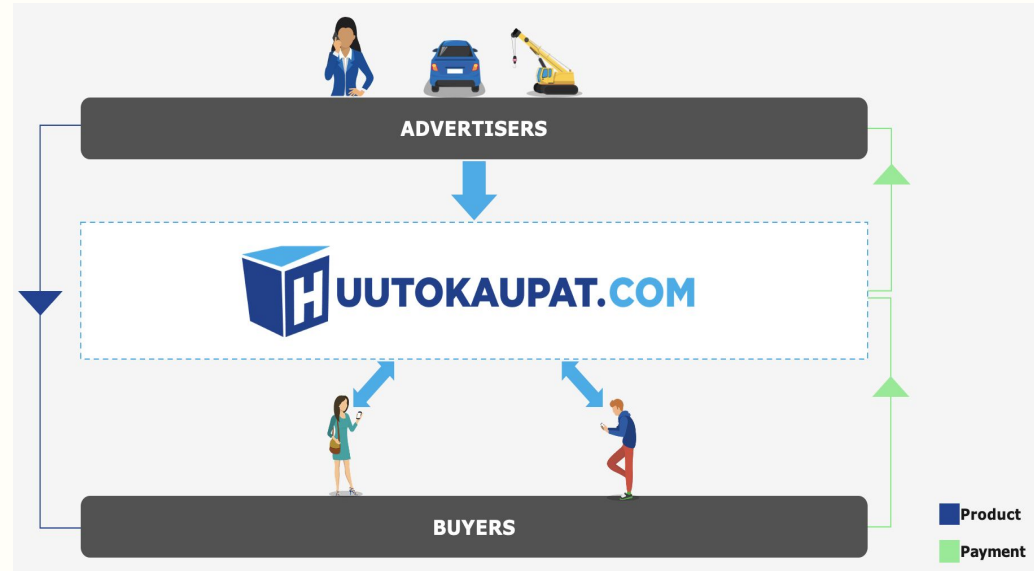 ADVERTISERS
HUUTOKAUPAT.COM
BUYERS
Product
Payment